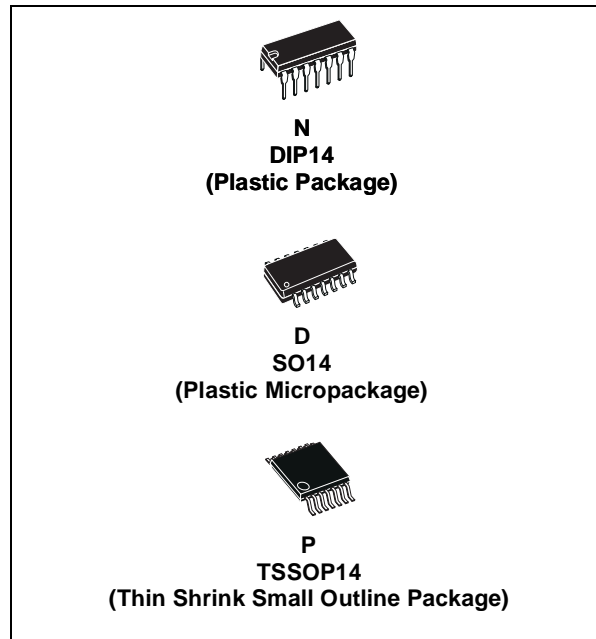 N
DIP14
(Plastic Package)
D
SO14
(Plastic Micropackage)
P
TSSOP14
(Thin Shrink Small Outline Package)